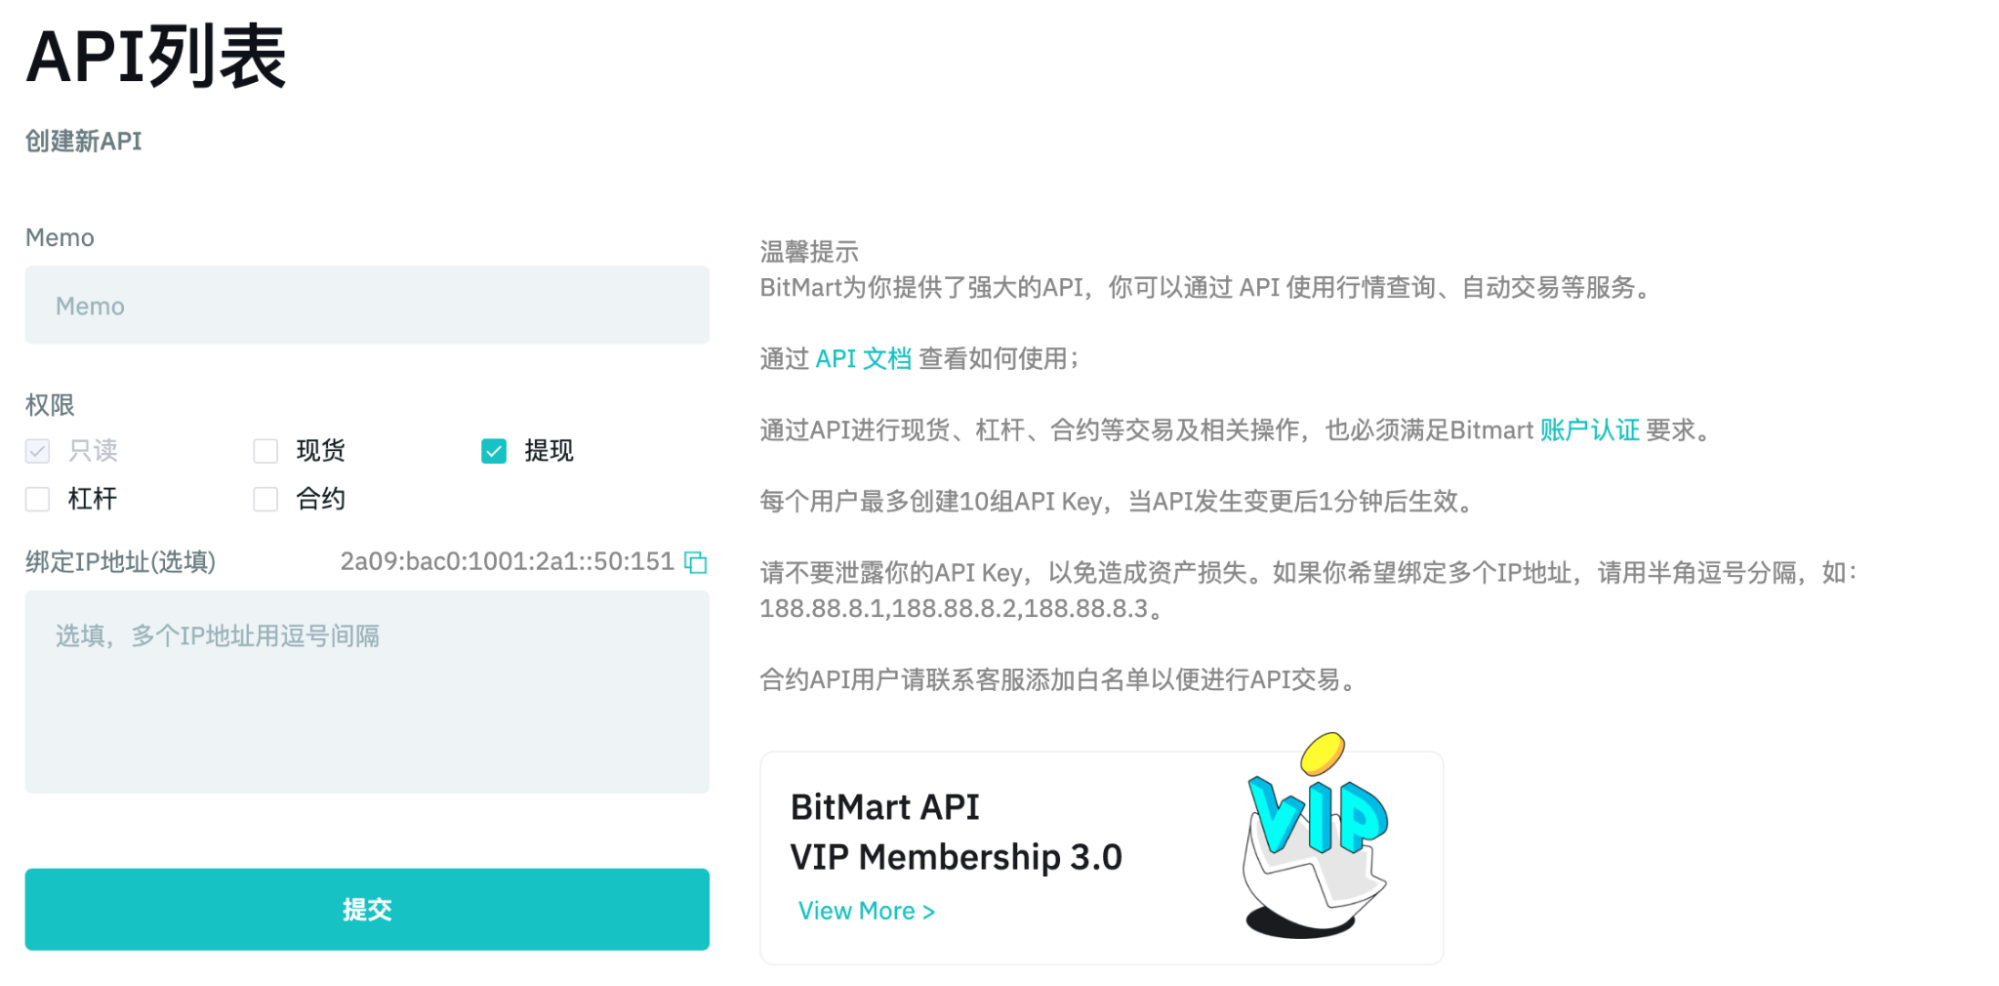 API列表
创建新API
Memo
Memo
权限
只读
现货
提现
杠杆
合约
绑定IP地址(选填)
2a09:bac0:1001:2a1::50:151
选填，多个IP地址用逗号间隔
提交
温馨提示
BitMart为你提供了强大的API，你可以通过 API 使用行情查询、自动交易等服务。
通过 API 文档 查看如何使用；
通过API进行现货、杠杆、合约等交易及相关操作，也必须满足Bitmart 账户认证 要求。
每个用户最多创建10组API Key，当API发生变更后1分钟后生效。
请不要泄露你的API Key，以免造成资产损失。如果你希望绑定多个IP地址，请用半角逗号分隔，如：
188.88.8.1,188.88.8.2,188.88.8.3。
合约API用户请联系客服添加白名单以便进行API交易。
BitMart API
VIP Membership 3.0
View More >
VIP